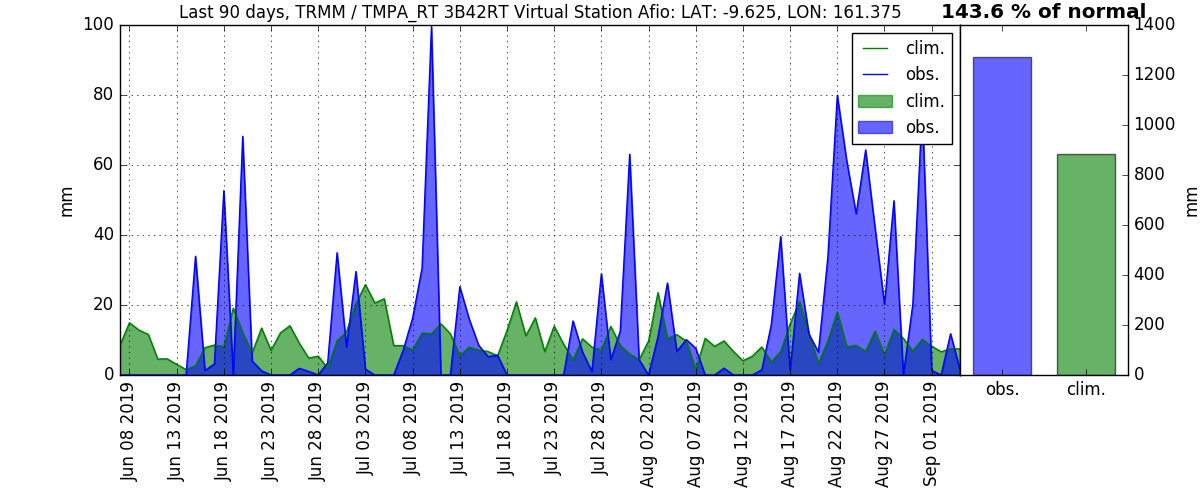 Last 90 days, TRMM / TMPA_RT 3B42RT Virtual Station Afio: LAT: -9.625, LON: 161.375
143.6 % of normal
mm
100
80
60
40
20
0
clim.
obs.
clim.
obs.
1400
1200
1000
800
600
400
200
0
mm
Jun 08 2019
Jun 13 2019
Jun 18 2019
Jun 23 2019
Jun 28 2019
Jul 03 2019
Jul 08 2019
Jul 13 2019
Jul 18 2019
Jul 23 2019
Jul 28 2019
Aug 02 2019
Aug 07 2019
Aug 12 2019
Aug 17 2019
Aug 22 2019
Aug 27 2019
Sep 01 2019
obs.
clim.